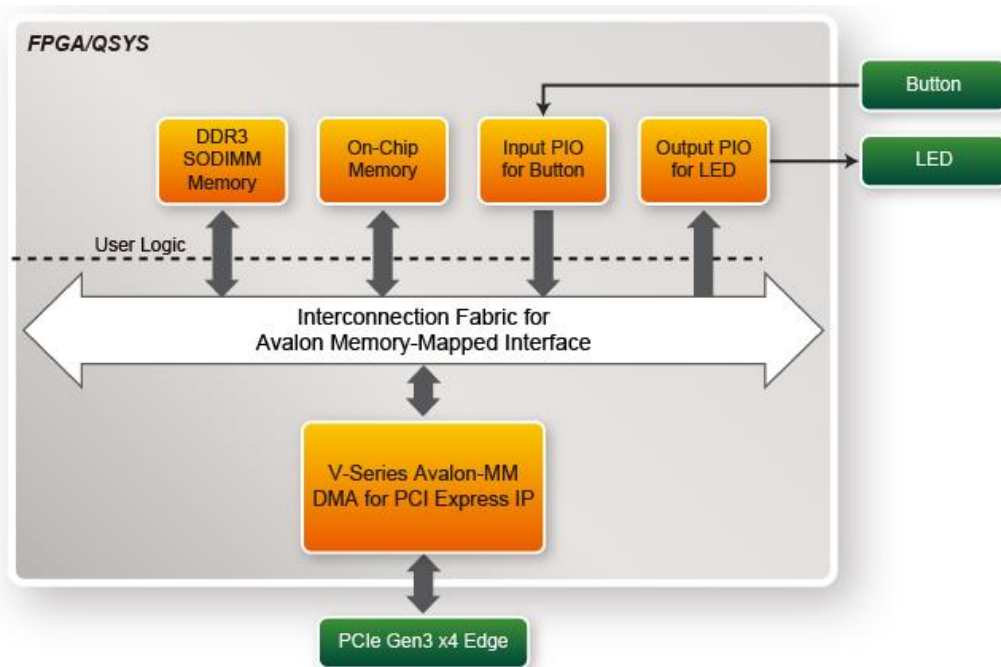 FPGA/QSYS
Button
DDR3
SODIMM
Memory
On-Chip
Memory
Input PIO
for Button
Output PIO
for LED
LED
User Logic
Interconnection Fabric for
Avalon Memory-Mapped Interface
V-Series Avalon-MM
DMA for PCI Express IP
PCIe Gen3 x4 Edge